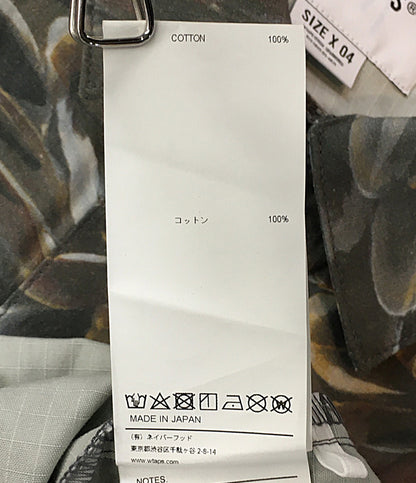 S ®
SIZE X 04
COTTON 100%
コットン 100%
MADE IN JAPAN
(有) ネイバーフッド
東京都渋谷区千駄ヶ谷 2-8-14
www.wtaps.com
NOTES.